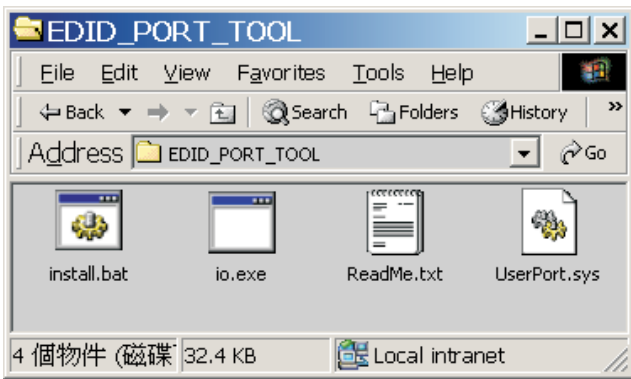 EDID_PORT_TOOL
File Edit View Favorites Tools Help
Back Search Folders History »
Address EDID_PORT_TOOL Go
install.bat io.exe ReadMe.txt UserPort.sys
4 個物件 (磁碟 32.4 KB Local intranet